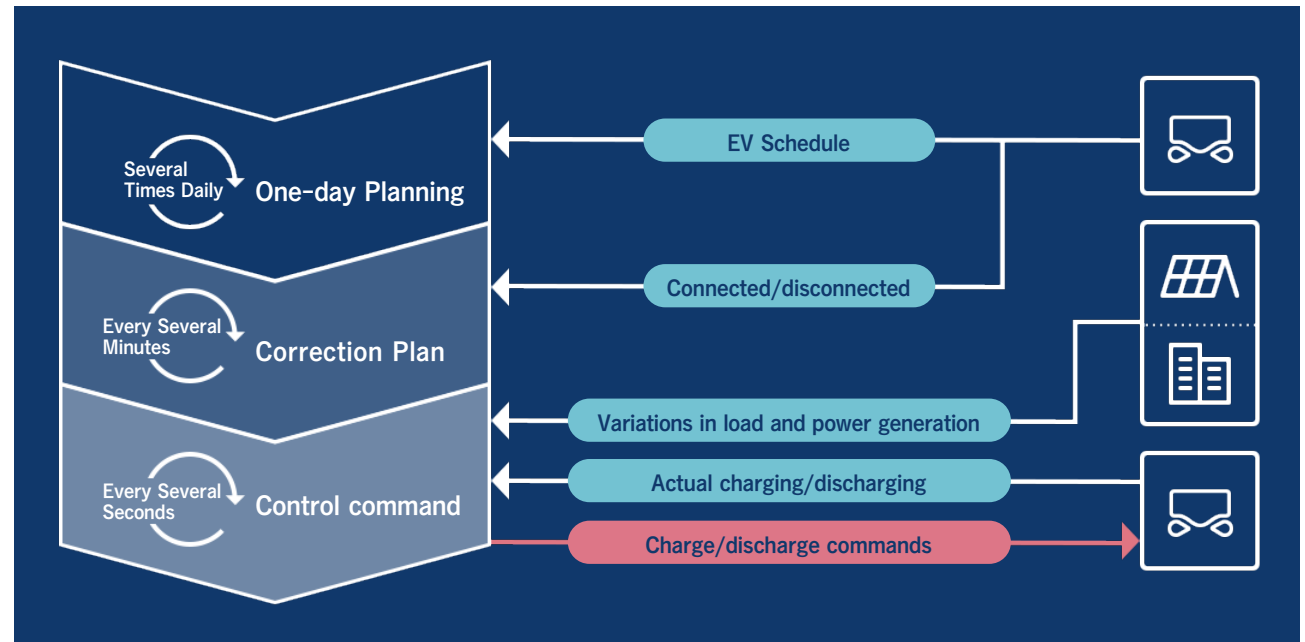 Several
Times Daily
One-day Planning
EV Schedule
Every Several
Minutes
Correction Plan
Connected/disconnected
Variations in load and power generation
Every Several
Seconds
Control command
Actual charging/discharging
Charge/discharge commands